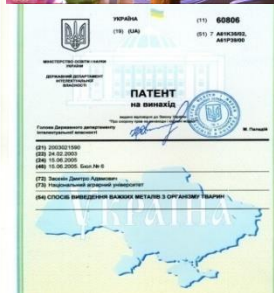 УКРАЇНА
(11) 60806
(19) (UA)
(51) 7 A61K35/02,
A61P39/00
МІНІСТЕРСТВО ОСВІТИ І НАУКИ
УКРАЇНИ
ДЕРЖАВНИЙ ДЕПАРТАМЕНТ
ІНТЕЛЕКТУАЛЬНОЇ
ВЛАСНОСТІ
ПАТЕНТ
на винахід
Голова Державного департаменту
інтелектуальної власності
М. Паладій
(21) 2003021590
(22) 24.02.2003
(24) 15.06.2005
(46) 15.06.2005. Бюл.№ 6
(72) Засєкін Дмитро Адамович
(73) Національний аграрний університет
(54) СПОСІБ ВИВЕДЕННЯ ВАЖКИХ МЕТАЛІВ З ОРГАНІЗМУ ТВАРИН
УКРАЇНА